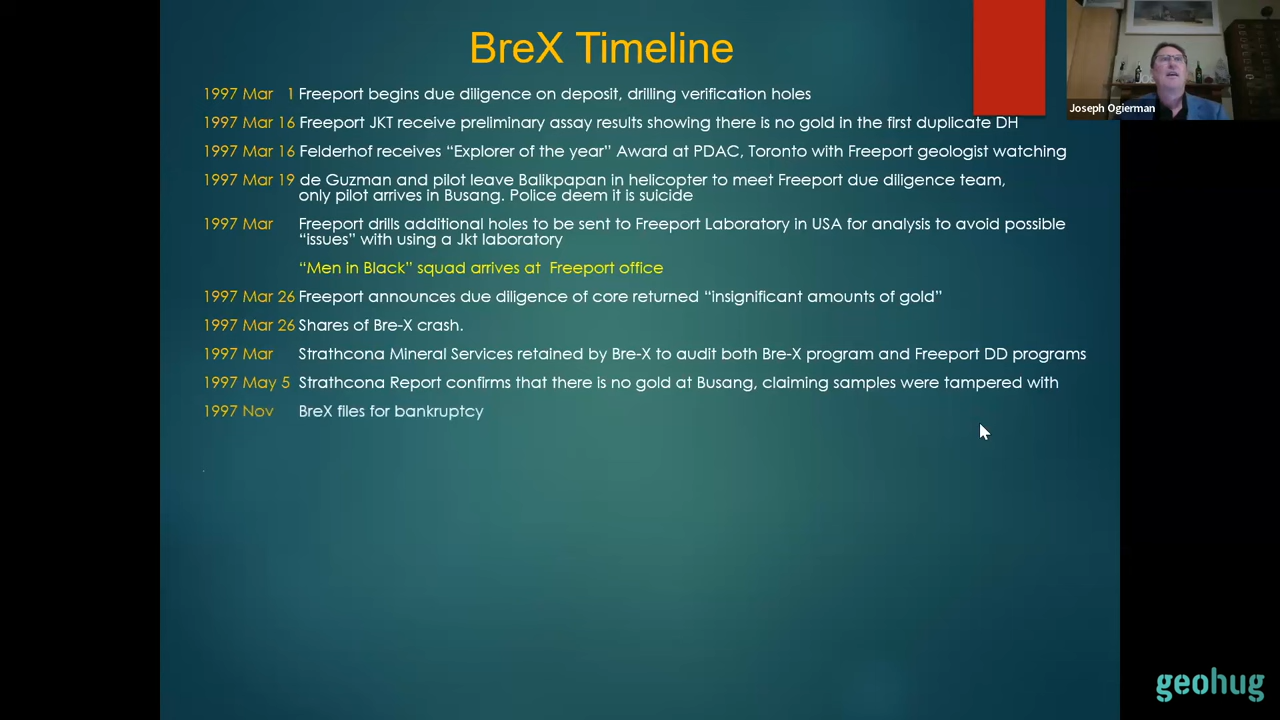 BreX Timeline
1997 Mar 1 Freeport begins due diligence on deposit, drilling verification holes
1997 Mar 16 Freeport JKT receive preliminary assay results showing there is no gold in the first duplicate DH
1997 Mar 16 Felderhof receives “Explorer of the year” Award at PDAC, Toronto with Freeport geologist watching
1997 Mar 19 de Guzman and pilot leave Balikpapan in helicopter to meet Freeport due diligence team,
only pilot arrives in Busang. Police deem it is suicide
1997 Mar Freeport drills additional holes to be sent to Freeport Laboratory in USA for analysis to avoid possible
“issues” with using a Jkt laboratory
“Men in Black” squad arrives at Freeport office
1997 Mar 26 Freeport announces due diligence of core returned “insignificant amounts of gold”
1997 Mar 26 Shares of Bre-X crash.
1997 Mar Strathcona Mineral Services retained by Bre-X to audit both Bre-X program and Freeport DD programs
1997 May 5 Strathcona Report confirms that there is no gold at Busang, claiming samples were tampered with
1997 Nov BreX files for bankruptcy
Joseph Ogierman
geohug